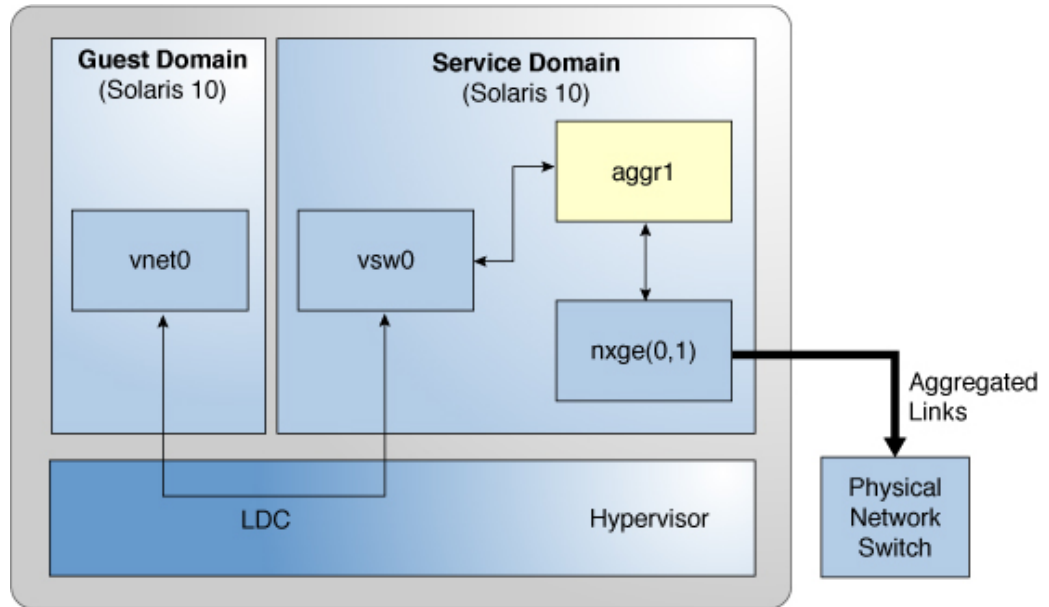 Guest Domain
(Solaris 10)
Service Domain
(Solaris 10)
aggr1
vnet0
vsw0
nxge(0,1)
Aggregated
Links
LDC
Hypervisor
Physical
Network
Switch